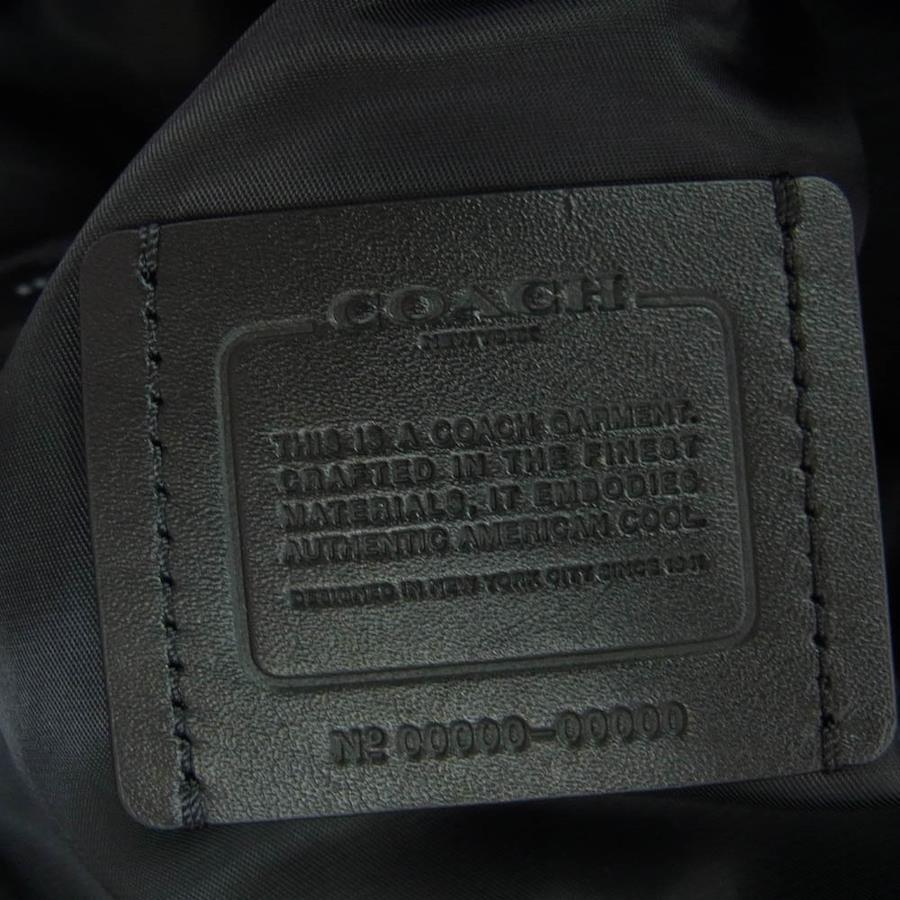 COACH
NEW YORK
THIS IS A COACH GARMENT.
CRAFTED IN THE FINEST
MATERIALS, IT EMBODIES
AUTHENTIC AMERICAN COOL.
DESIGNED IN NEW YORK CITY SINCE 1941
Nº 00000-00000